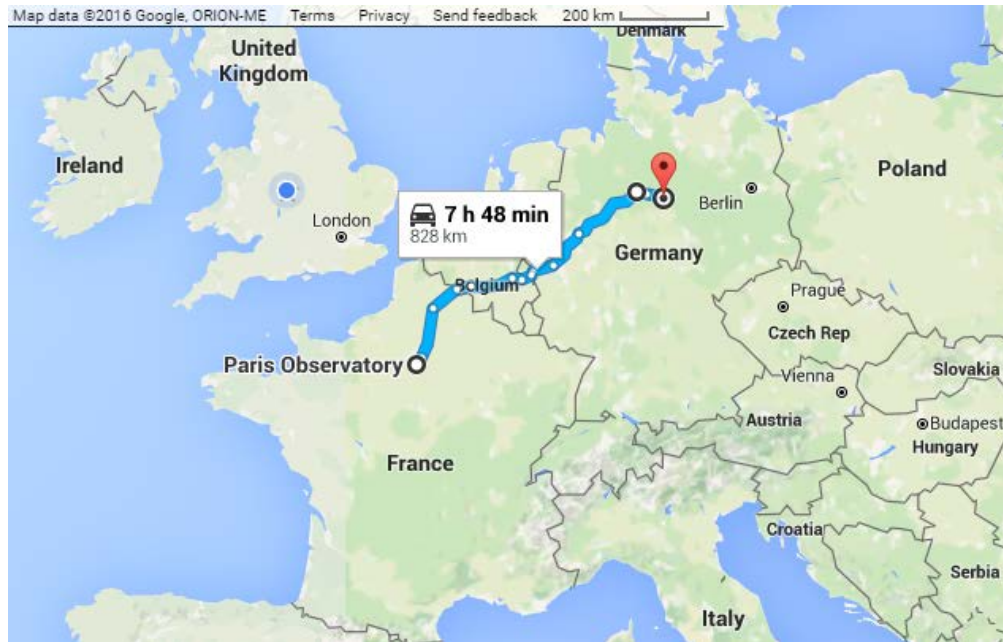 Map data ©2016 Google, ORION-ME Terms Privacy Send feedback 200 km
Denmark
United
Kingdom
Ireland
Poland
7 h 48 min
828 km
Berlin
London
Germany
Belgium
Prague
Czech Rep
Paris Observatory
Slovakia
Vienna
Austria
Budapest
Hungary
France
Croatia
Serbia
Italy